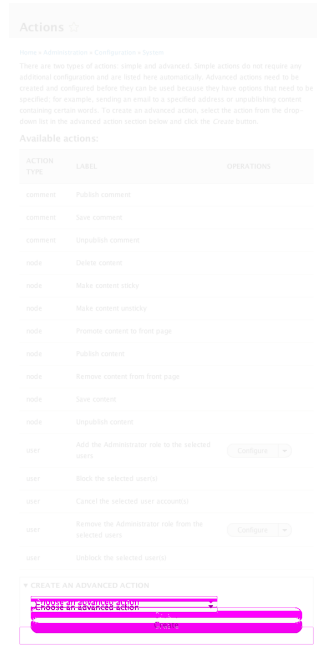 Actions
Home » Administration » Configuration » System
There are two types of actions: simple and advanced. Simple actions do not require any
additional configuration and are listed here automatically. Advanced actions need to be
created and configured before they can be used because they have options that need to be
specified; for example, sending an email to a specified address or unpublishing content
containing certain words. To create an advanced action, select the action from the drop-
down list in the advanced action section below and click the Create button.
Available actions:
ACTION TYPE LABEL OPERATIONS
comment Publish comment
comment Save comment
comment Unpublish comment
node Delete content
node Make content sticky
node Make content unsticky
node Promote content to front page
node Publish content
node Remove content from front page
node Save content
node Unpublish content
user Add the Administrator role to the selected users Configure
user Block the selected user(s)
user Cancel the selected user account(s)
user Remove the Administrator role from the selected users Configure
user Unblock the selected user(s)
CREATE AN ADVANCED ACTION
Choose an advanced action
Choose an advanced action